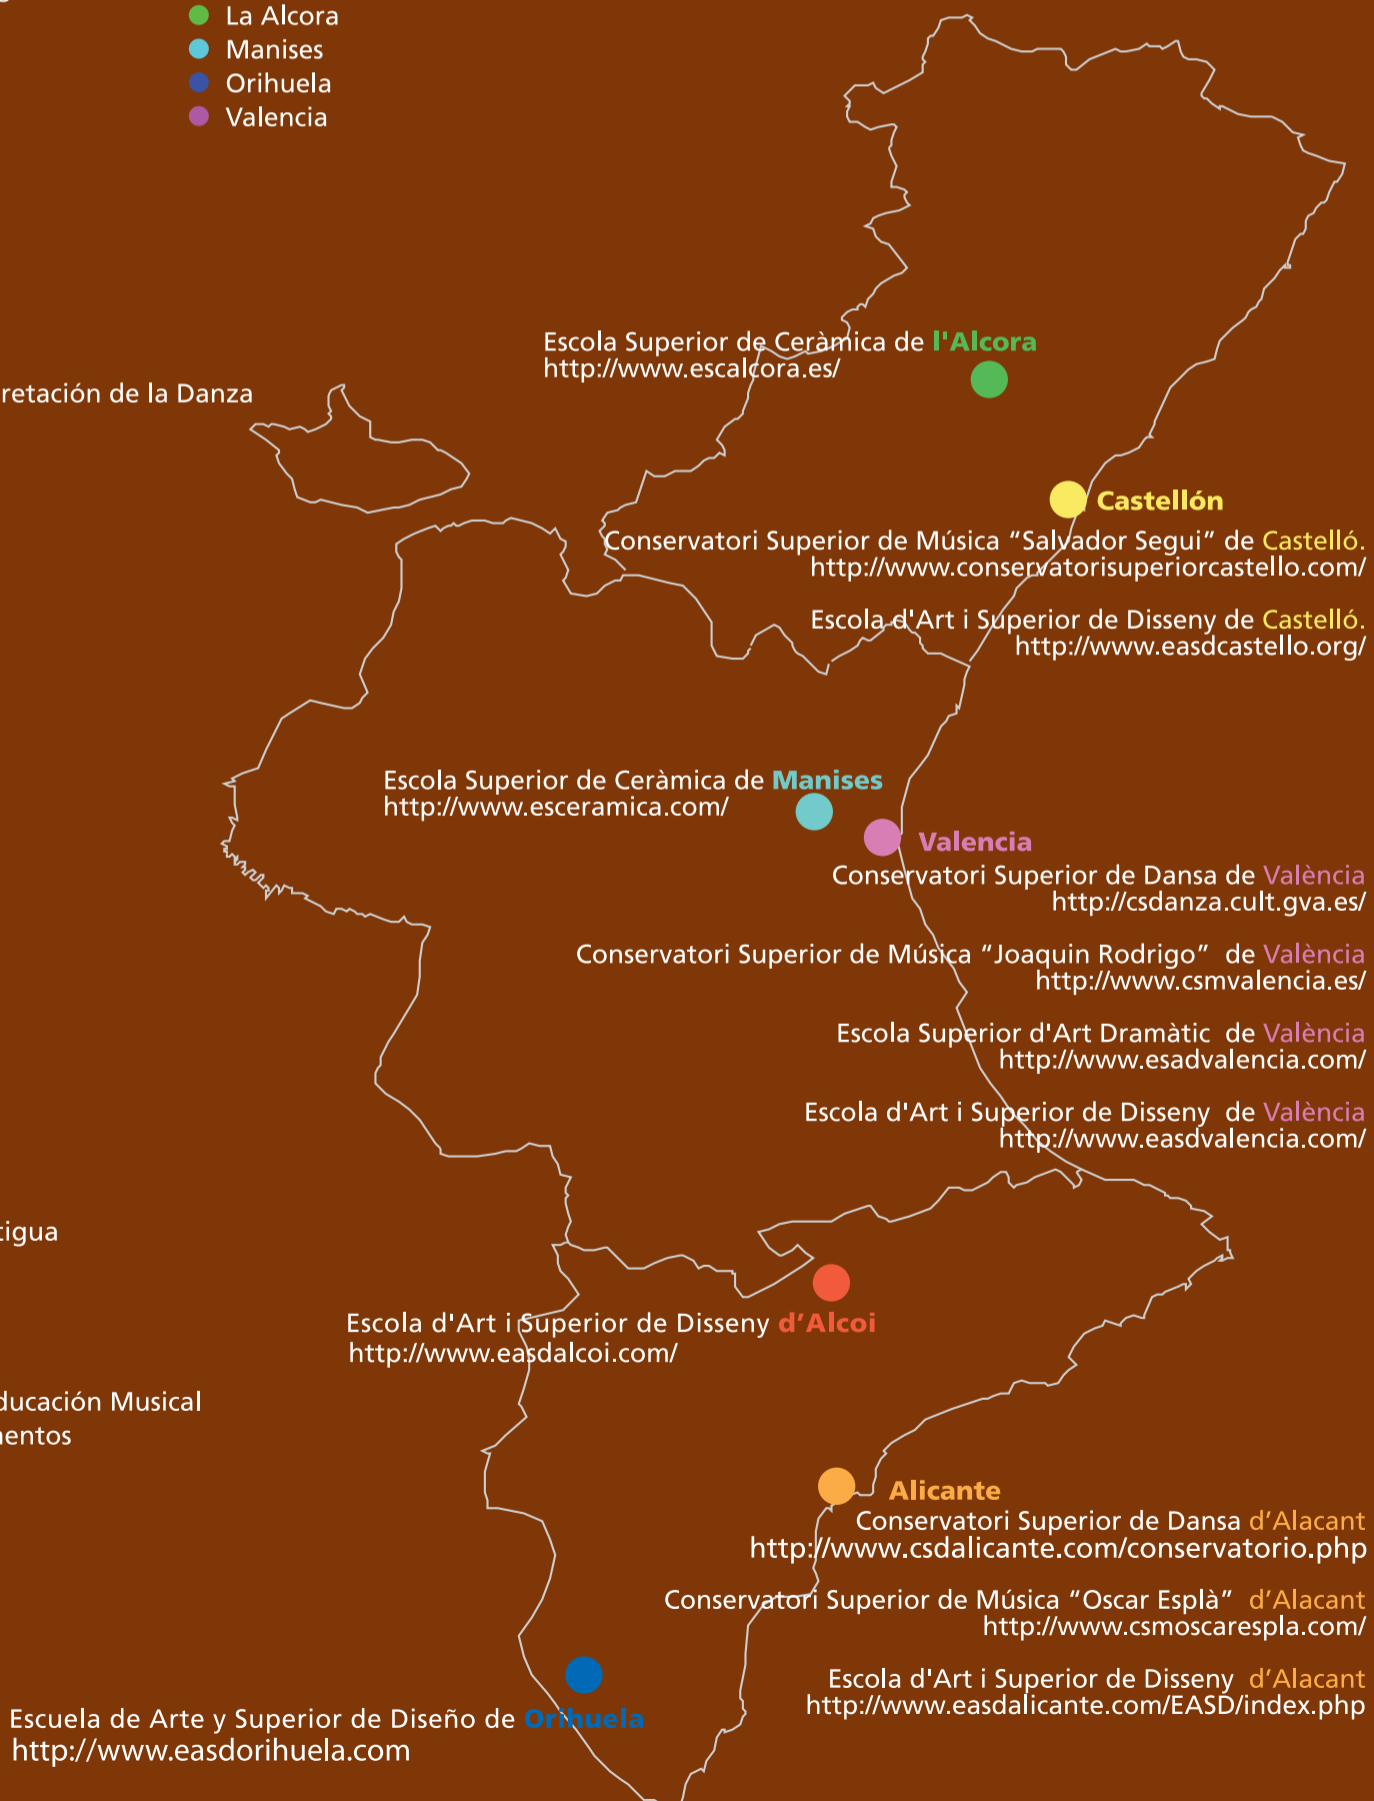 La Alcora
Manises
Orihuela
Valencia
Escola Superior de Ceràmica de l'Alcora
http://www.escalcora.es/
retación de la Danza
Castellón
Conservatori Superior de Música “Salvador Segui” de Castelló.
http://www.conservatorisuperiorcastello.com/
Escola d'Art i Superior de Disseny de Castelló.
http://www.easdcastello.org/
Escola Superior de Ceràmica de Manises
http://www.esceramica.com/
Valencia
Conservatori Superior de Dansa de València
http://csdanza.cult.gva.es/
Conservatori Superior de Música “Joaquin Rodrigo” de València
http://www.csmvalencia.es/
Escola Superior d'Art Dramàtic de València
http://www.esadvalencia.com/
Escola d'Art i Superior de Disseny de València
http://www.easdvalencia.com/
tigua
Escola d'Art i Superior de Disseny d’Alcoi
http://www.easdalcoi.com/
ducación Musical
entos
Alicante
Conservatori Superior de Dansa d’Alacant
http://www.csdalicante.com/conservatorio.php
Conservatori Superior de Música “Oscar Esplà” d’Alacant
http://www.csmoscarespla.com/
Escola d'Art i Superior de Disseny d’Alacant
http://www.easdalicante.com/EASD/index.php
Escuela de Arte y Superior de Diseño de Orihuela
http://www.easdorihuela.com